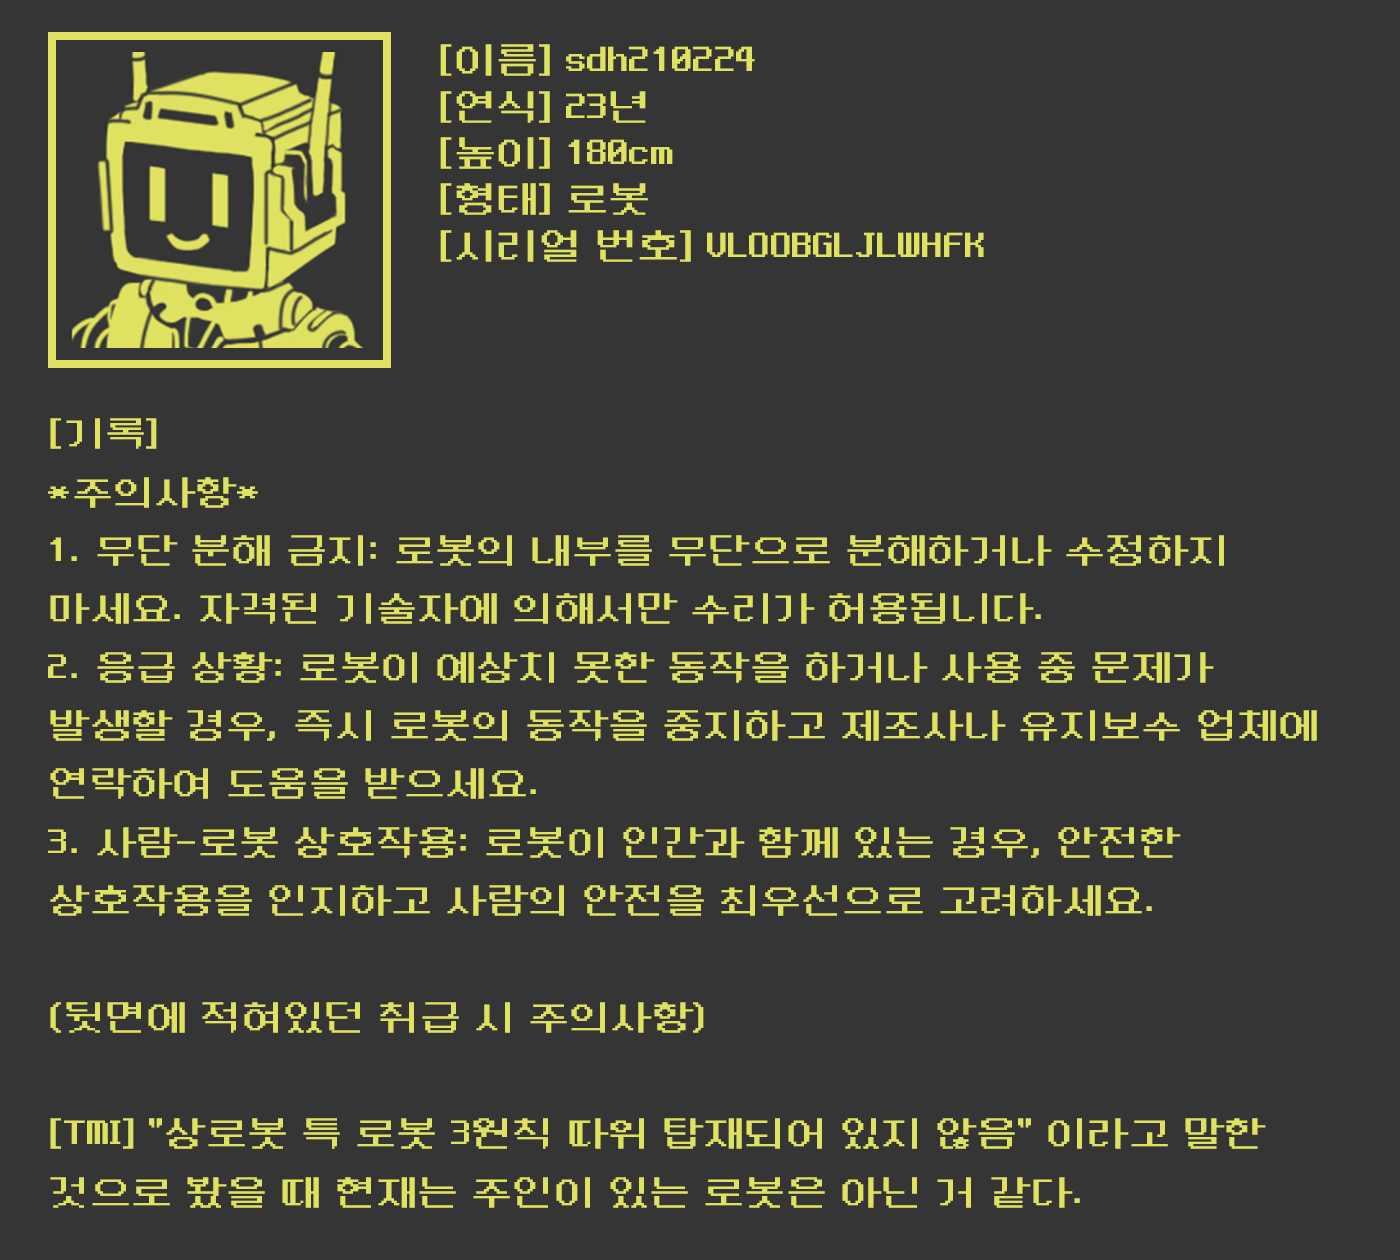 [이름] sdh210224
[연식] 23년
[높이] 180cm
[형태] 로봇
[시리얼 번호] VLOOBGLJLWHFK
[기록]
*주의사항*
1. 무단 분해 금지: 로봇의 내부를 무단으로 분해하거나 수정하지
마세요. 자격된 기술자에 의해서만 수리가 허용됩니다.
2. 응급 상황: 로봇이 예상치 못한 동작을 하거나 사용 중 문제가
발생할 경우, 즉시 로봇의 동작을 중지하고 제조사나 유지보수 업체에
연락하여 도움을 받으세요.
3. 사람-로봇 상호작용: 로봇이 인간과 함께 있는 경우, 안전한
상호작용을 인지하고 사람의 안전을 최우선으로 고려하세요.
(뒷면에 적혀있던 취급 시 주의사항)
[TMI] "상로봇 특 로봇 3원칙 따위 탑재되어 있지 않음" 이라고 말한
것으로 봤을 때 현재는 주인이 있는 로봇은 아닌 거 같다.